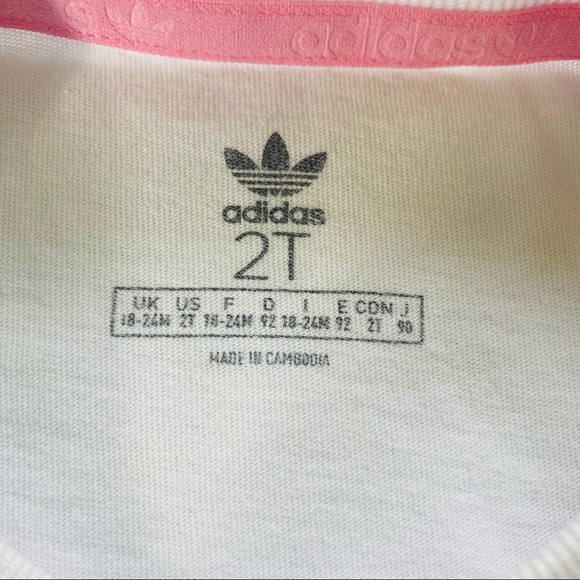 adidas
adidas
2T
UK US F D I E CDN J
18-24M 2T 18-24M 92 18-24M 92 2T 90
MADE IN CAMBODIA